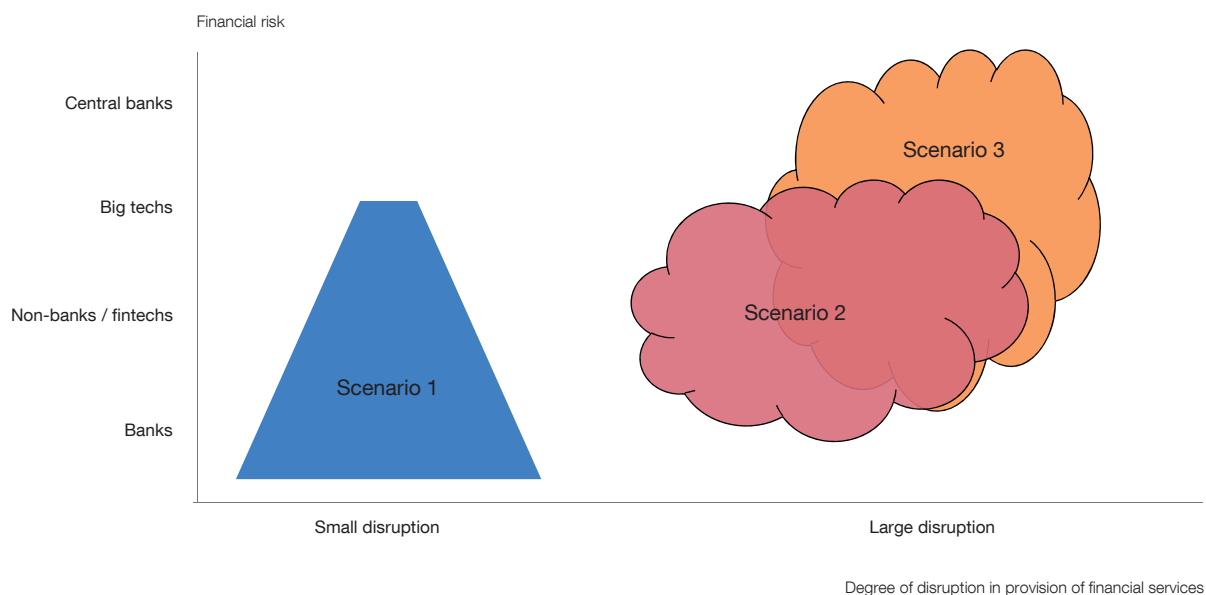 Financial risk
Central banks
Scenario 3
Big techs
Non-banks / fintechs
Scenario 2
Scenario 1
Banks
Small disruption
Large disruption
Degree of disruption in provision of financial services